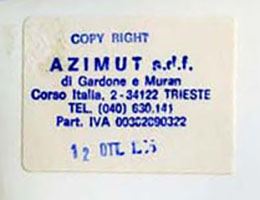 COPY RIGHT
AZIMUT s.d.f.
di Gardone e Muran
Corso Italia, 2 - 34122 TRIESTE
TEL. (040) 630.141
Part. IVA 00302090322
12 OTT.